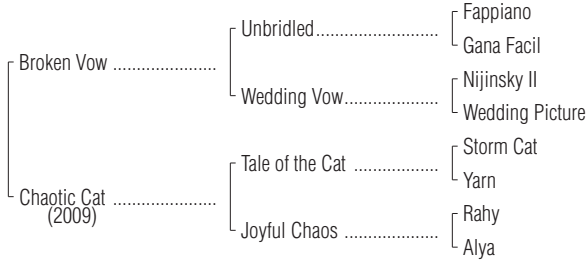 Fappiano
Unbridled........................
Gana Facil
Broken Vow ....................
Nijinsky II
Wedding Vow..................
Wedding Picture
Storm Cat
Tale of the Cat ................
Yarn
Chaotic Cat ....................
(2009)
Rahy
Joyful Chaos ..................
Alya